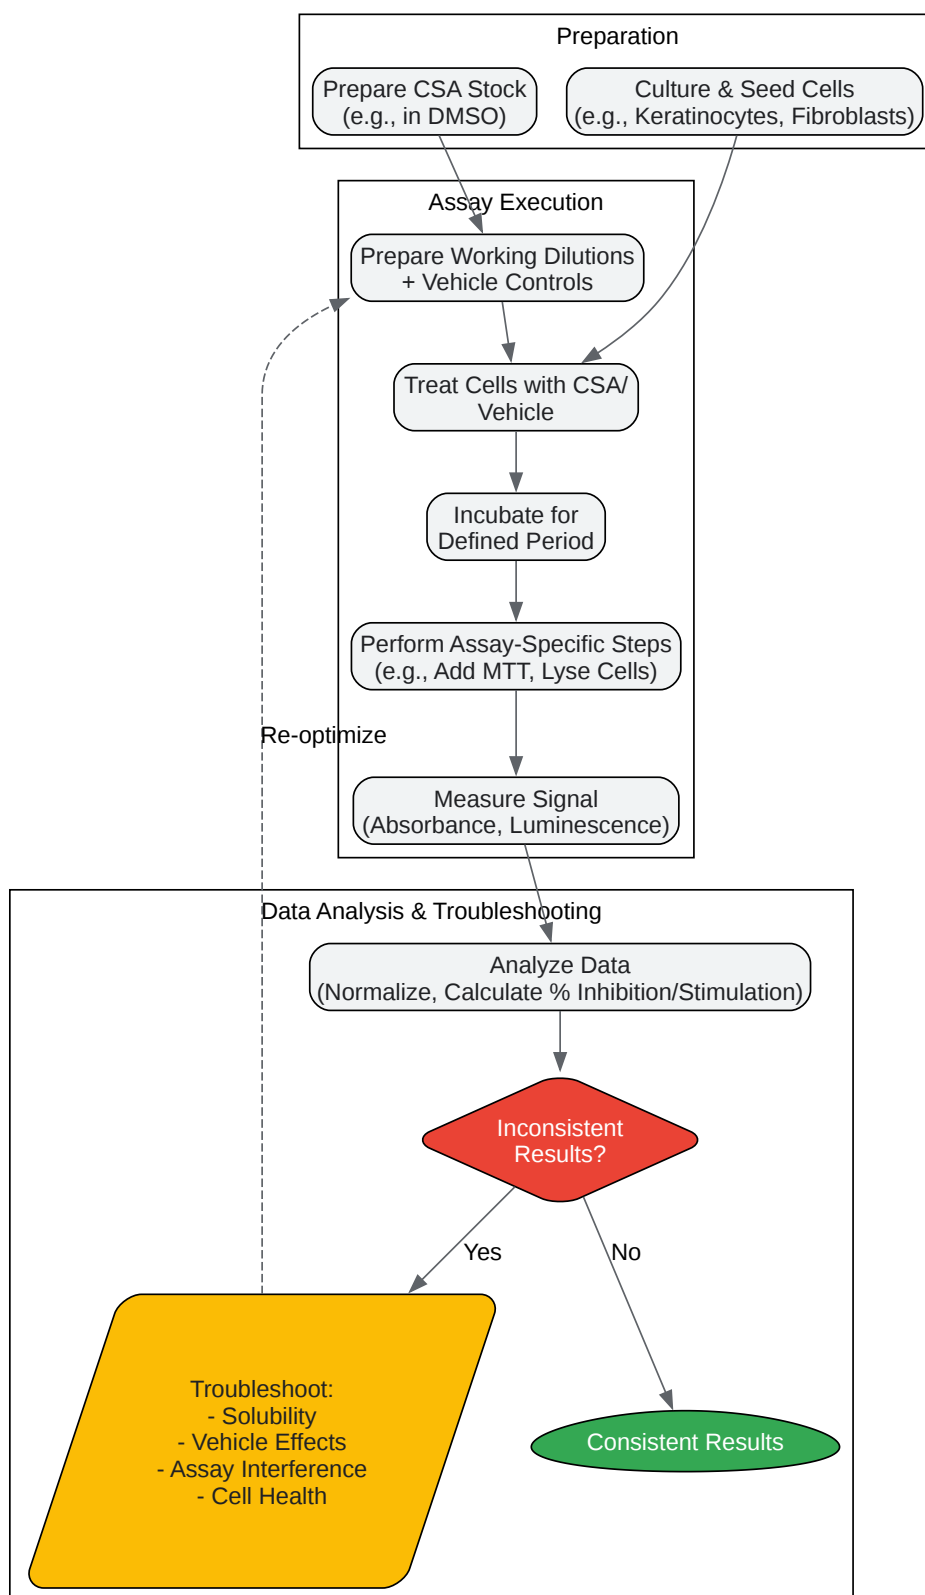 Preparation
Prepare CSA Stock
(e.g., in DMSO)
Culture & Seed Cells
(e.g., Keratinocytes, Fibroblasts)
Assay Execution
Prepare Working Dilutions
+ Vehicle Controls
Treat Cells with CSA/
Vehicle
Incubate for
Defined Period
Perform Assay-Specific Steps
(e.g., Add MTT, Lyse Cells)
Re-optimize
Measure Signal
(Absorbance, Luminescence)
Data Analysis & Troubleshooting
Analyze Data
(Normalize, Calculate % Inhibition/Stimulation)
Inconsistent
Results?
Yes
No
Troubleshoot:
- Solubility
- Vehicle Effects
- Assay Interference
- Cell Health
Consistent Results